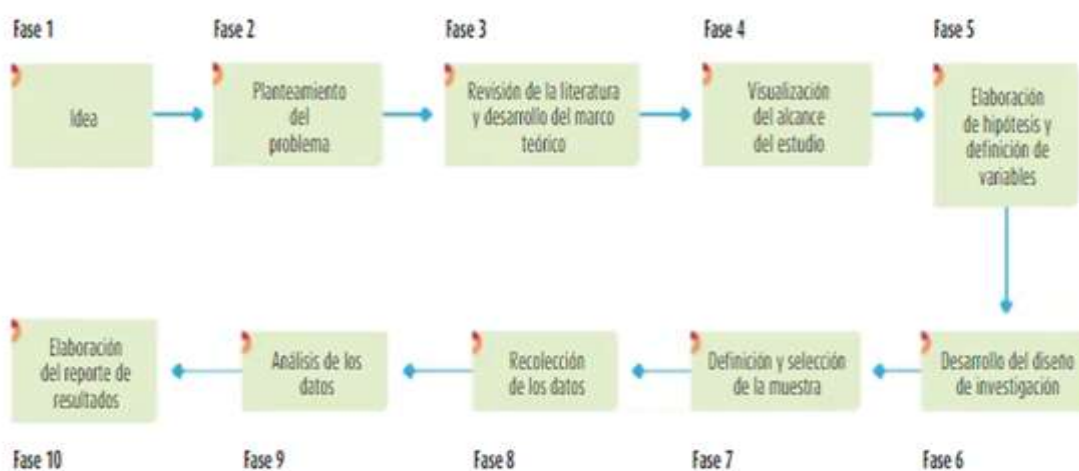 Fase 1
Fase 2
Fase 3
Fase 4
Fase 5
Idea
Planteamiento
del
problema
Revisión de la literatura
y desarrollo del marco
teórico
Visualización
del alcance
del estudio
Elaboración
de hipótesis y
definición de
variables
Elaboración
del reporte de
resultados
Análisis de los
datos
Recolección
de los datos
Definición y selección
de la muestra
Desarrollo del diseño
de investigación
Fase 10
Fase 9
Fase 8
Fase 7
Fase 6